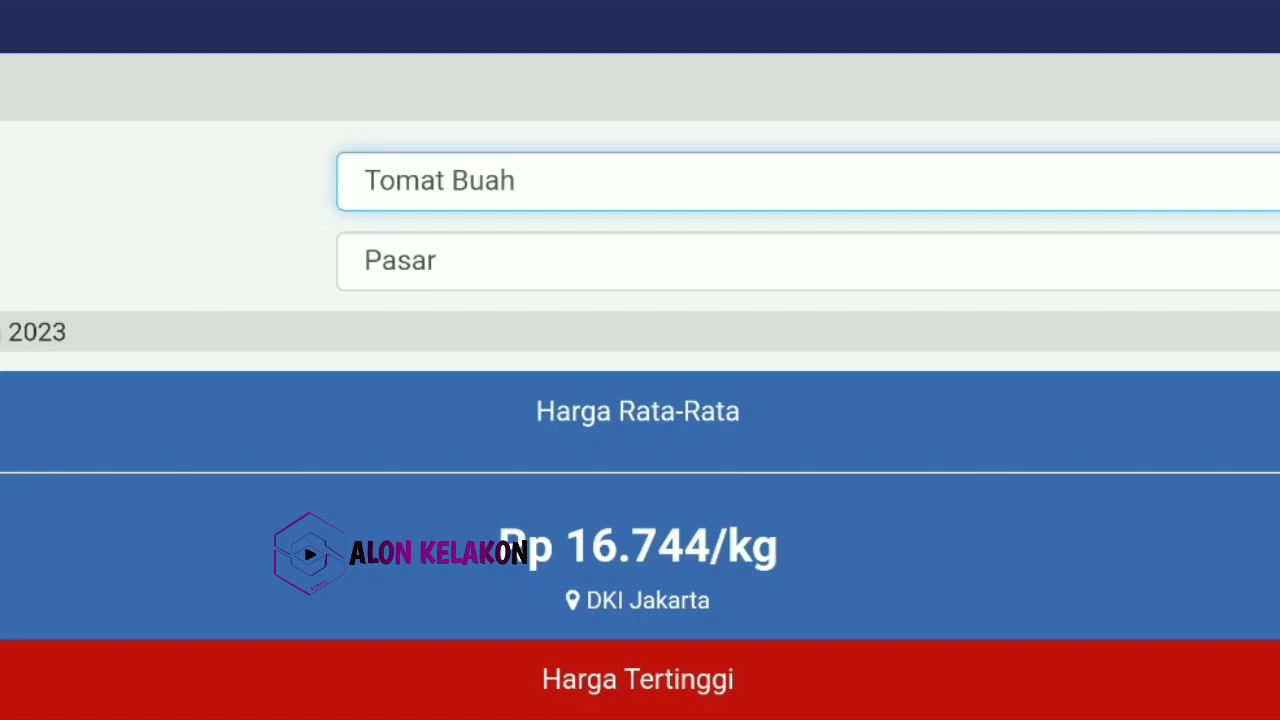 Tomat Buah
Pasar
2023
Harga Rata-Rata
Rp 16.744/kg
ALON KELAKON
DKI Jakarta
Harga Tertinggi